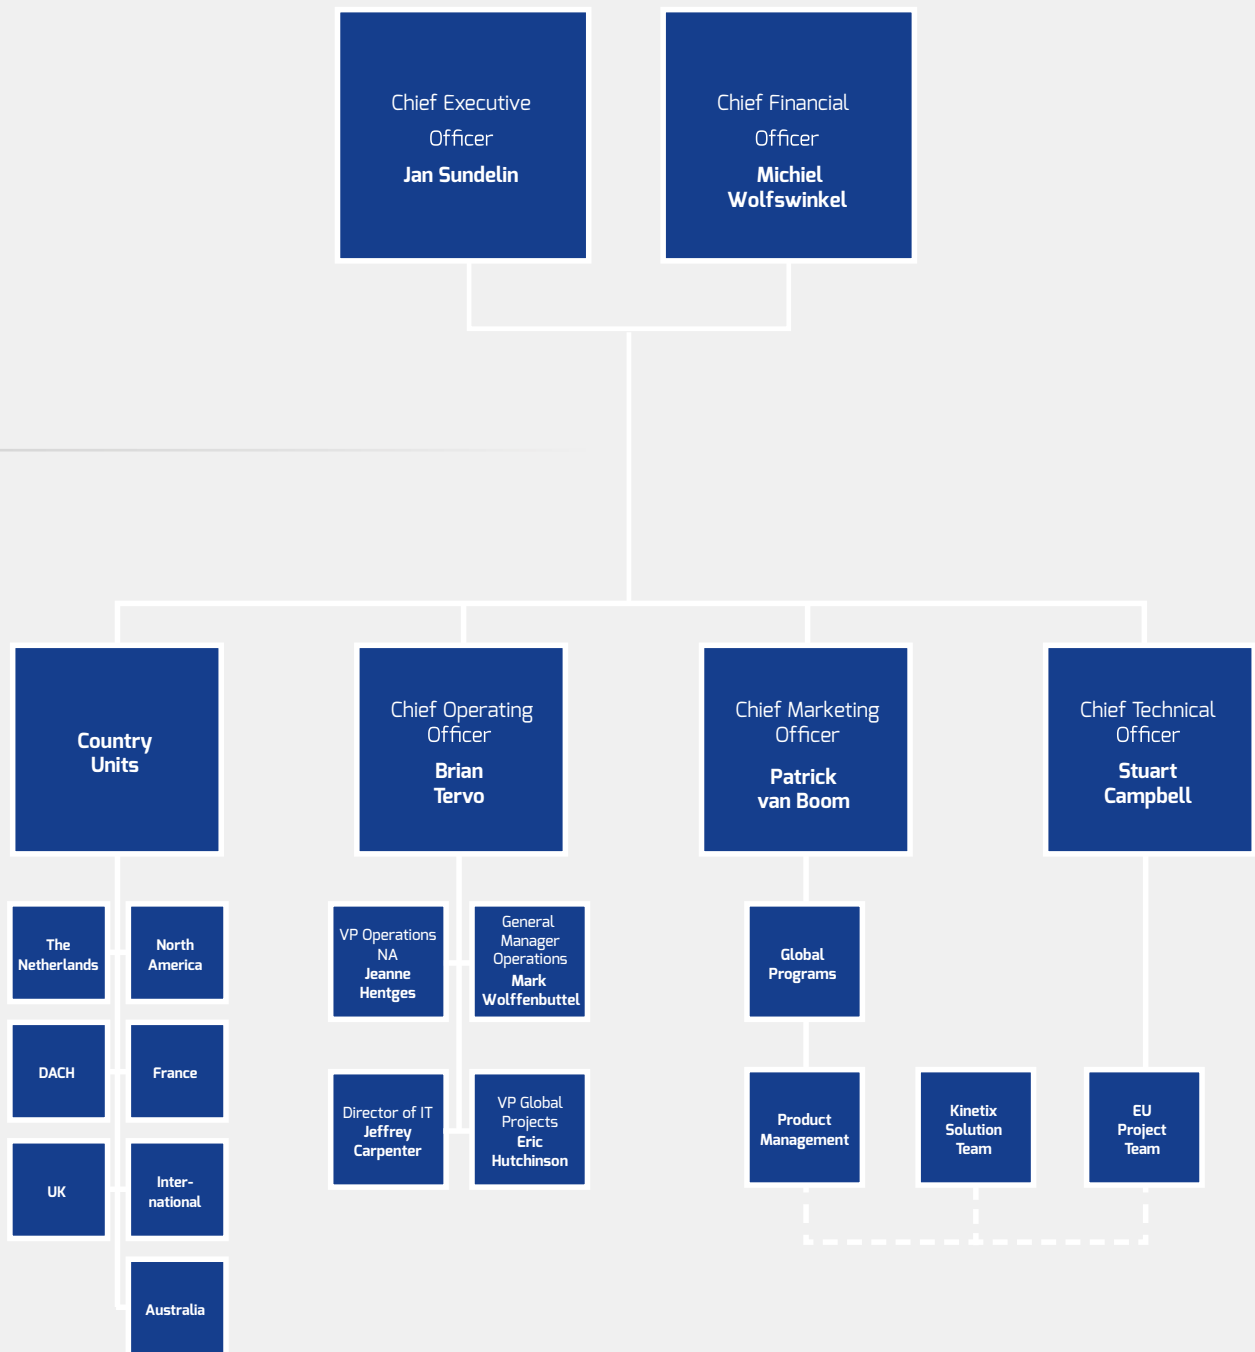 Chief Executive
Officer
Jan Sundelin
Chief Financial
Officer
Michiel
Wolfswinkel
Country
Units
Chief Operating
Officer
Brian
Tervo
Chief Marketing
Officer
Patrick
van Boom
Chief Technical
Officer
Stuart
Campbell
The
Netherlands
North
America
DACH
France
UK
Inter-
national
Australia
VP Operations
NA
Jeanne
Hentges
General
Manager
Operations
Mark
Wolffenbuttel
Director of IT
Jeffrey
Carpenter
VP Global
Projects
Eric
Hutchinson
Global
Programs
Product
Management
Kinetix
Solution
Team
EU
Project
Team